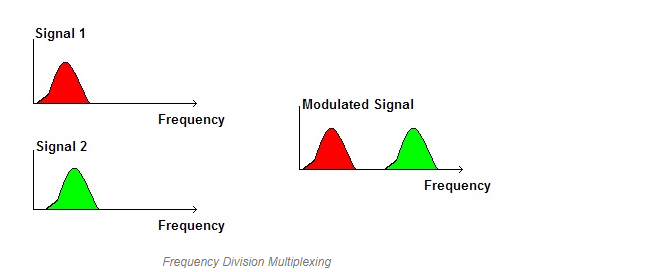 Signal 1
Frequency
Signal 2
Frequency
Modulated Signal
Frequency
Frequency Division Multiplexing